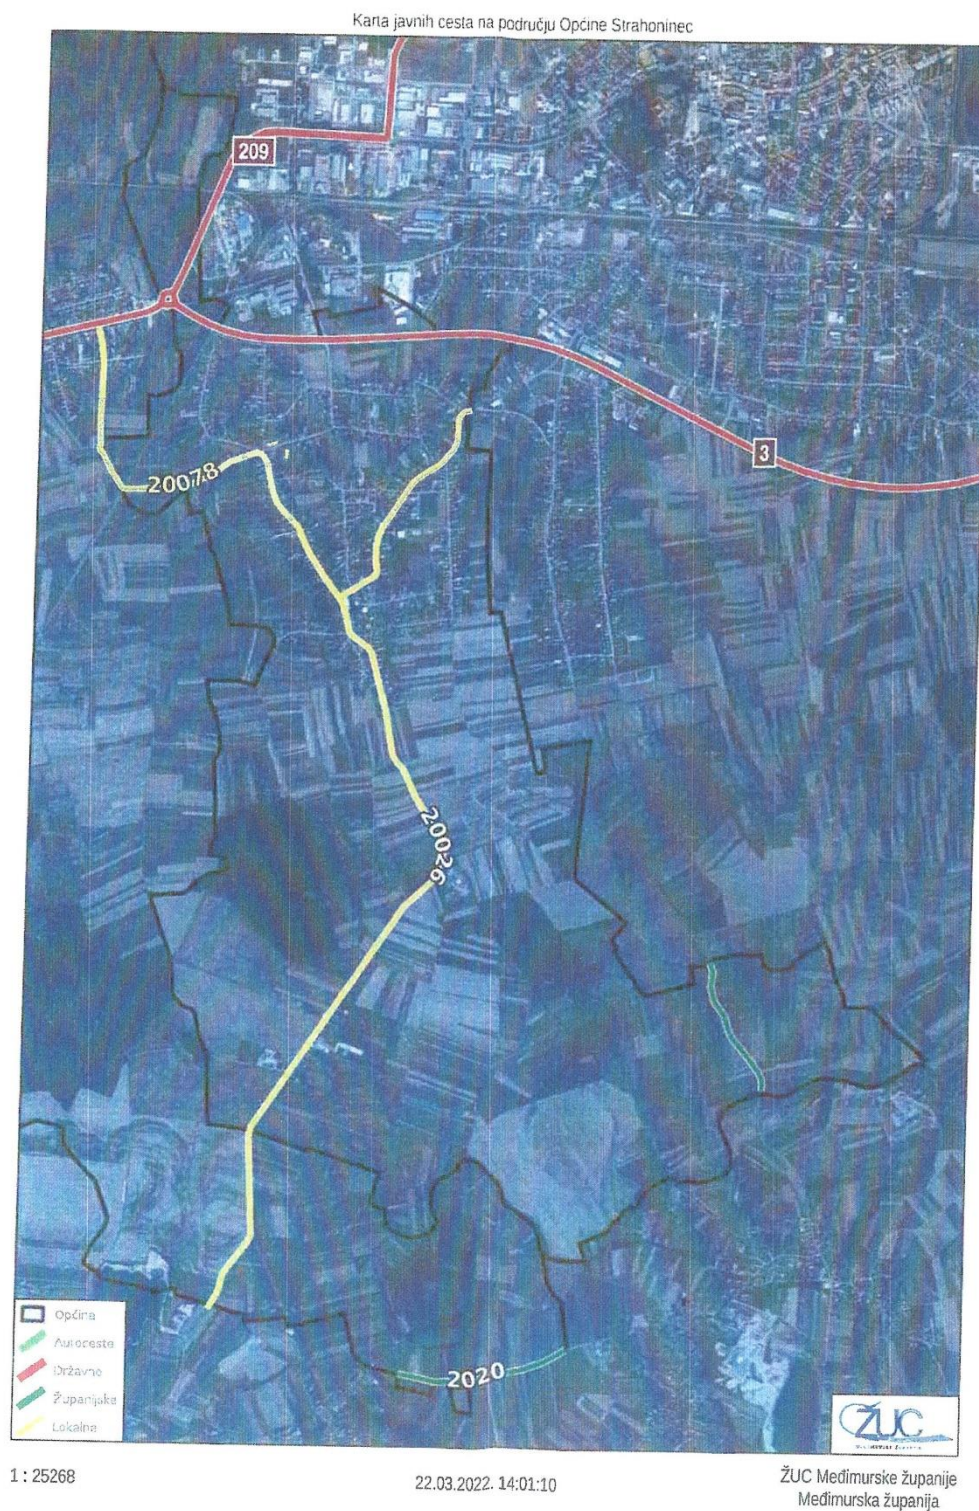 Karta javnih cesta na području Općine Strahoninec
209
3
20078
20026
2020
Općina
Autoceste
Državne
Županijske
Lokalna
ŽUC
1 : 25268
22.03.2022. 14:01:10
ŽUC Međimurske županije
Međimurska županija